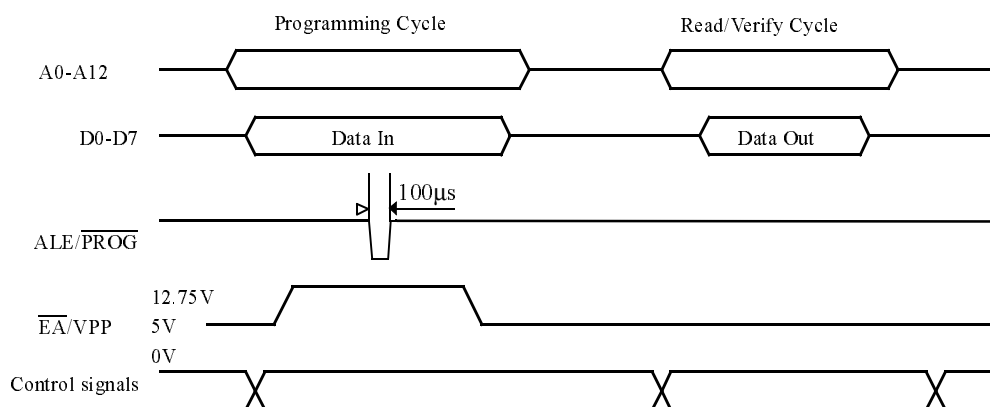 Programming Cycle
Read/Verify Cycle
A0-A12
D0-D7
Data In
Data Out
100μs
ALE/PROG
12.75V
EA/VPP
5V
0V
Control signals